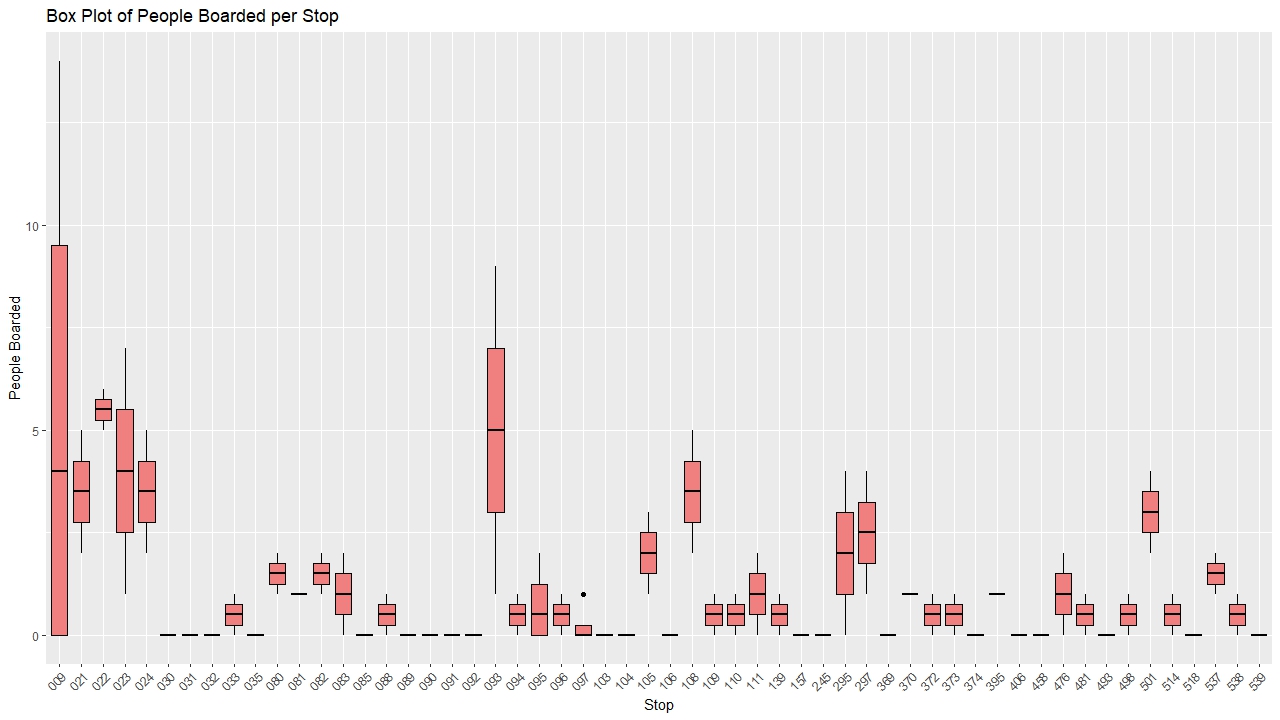 Box Plot of People Boarded per Stop
People Boarded
10
5
0
009 021 022 023 024 030 031 032 033 035 080 081 082 083 085 088 089 090 091 092 093 094 095 096 097 103 104 105 106 108 109 110 111 139 157 245 295 297 369 370 372 373 374 395 406 458 476 481 493 498 501 514 518 537 538 539
Stop